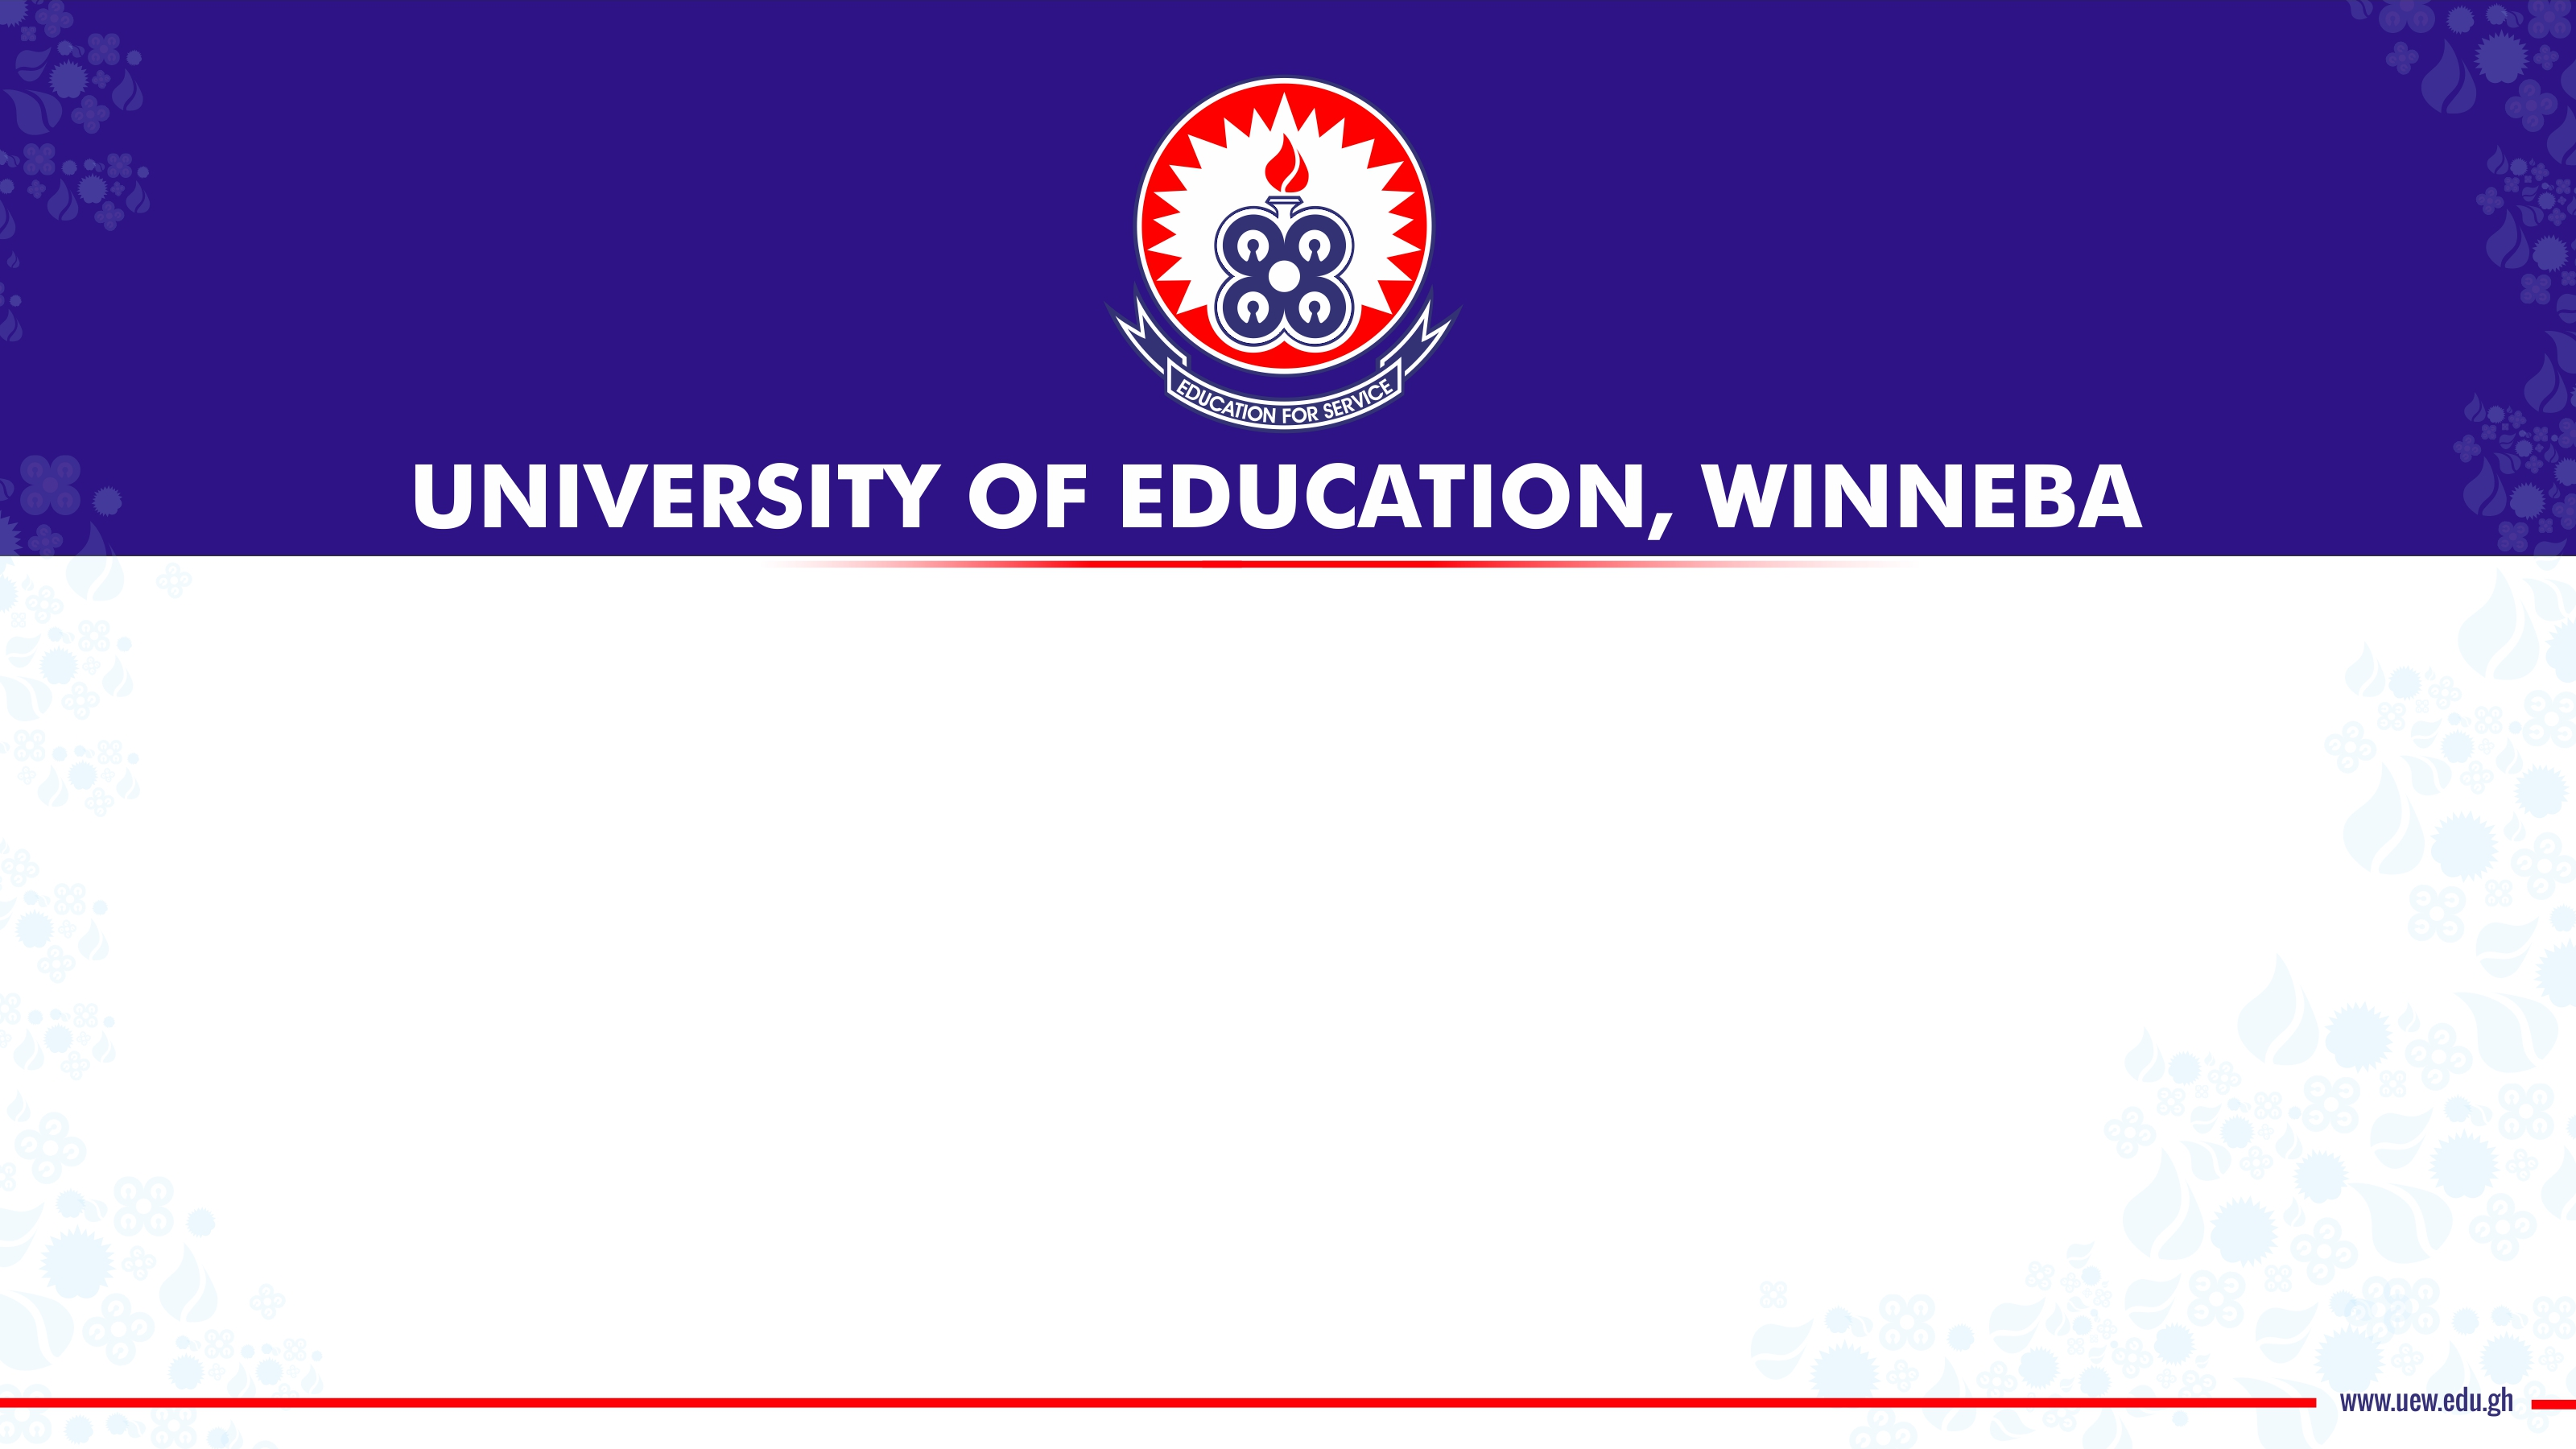 EDUCATION FOR SERVICE
UNIVERSITY OF EDUCATION, WINNEBA
www.uew.edu.gh